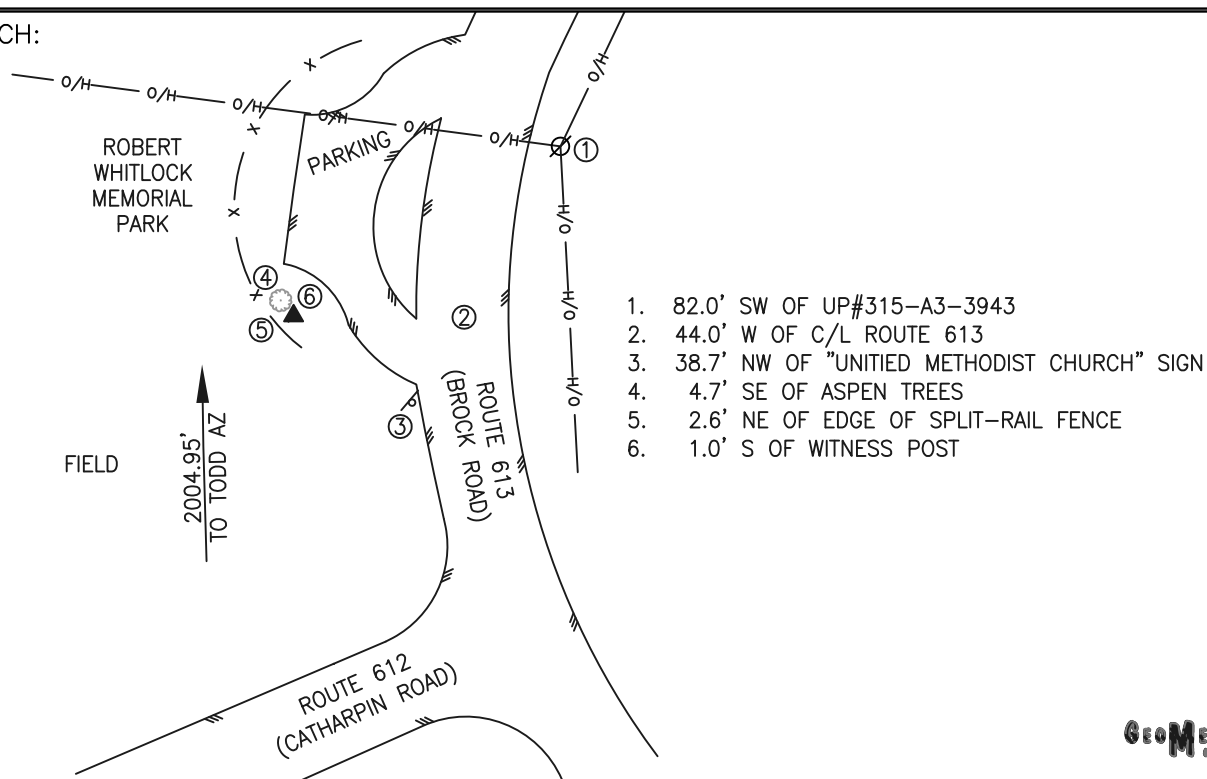 CH:
O/H O/H O/H O/H O/H O/H
O/H
ROBERT
WHITLOCK
MEMORIAL
PARK
PARKING
1
O/H
O/H
O/H
4
6
5
2
3
1. 82.0' SW OF UP#315-A3-3943
2. 44.0' W OF C/L ROUTE 613
3. 38.7' NW OF "UNITIED METHODIST CHURCH" SIGN
4. 4.7' SE OF ASPEN TREES
5. 2.6' NE OF EDGE OF SPLIT-RAIL FENCE
6. 1.0' S OF WITNESS POST
ROUTE 613
(BROCK ROAD)
FIELD
2004.95'
TO TODD AZ
ROUTE 612
(CATHARPIN ROAD)